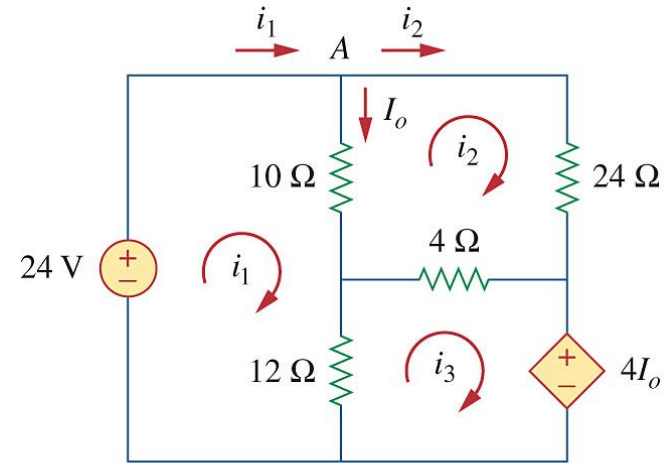 i₁ i₂
A
Iₒ
i₂
10 Ω 24 Ω
4 Ω
24 V + − i₁
12 Ω i₃ + − 4Iₒ